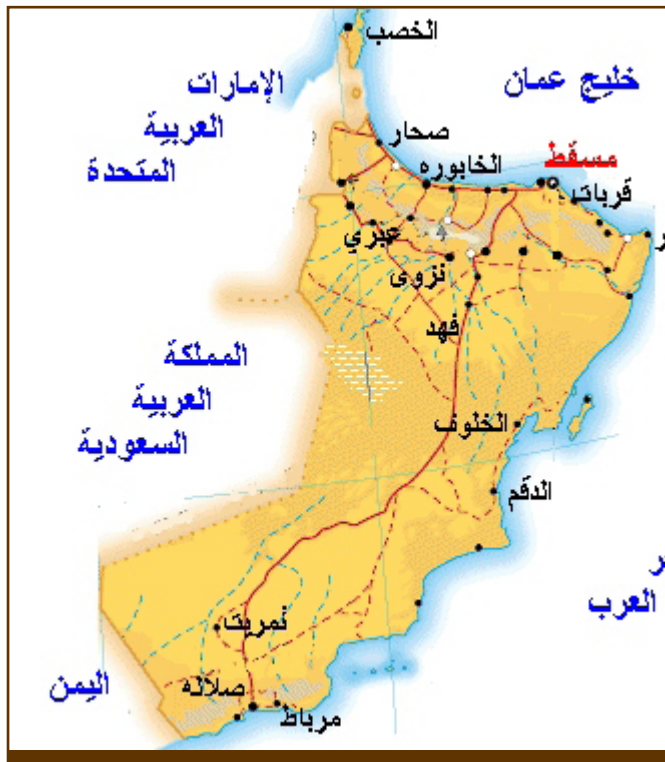 الخصب
الإمارات
العربية
المتحدة
خليج عمان
صحار
الخابوره
مسقط
قريات
عبري
نزوى
فهد
المملكة
العربية
السعودية
الخلوف
الدقم
ر
ر
العرب
ثمريت
اليمن
صلاله
مرباط